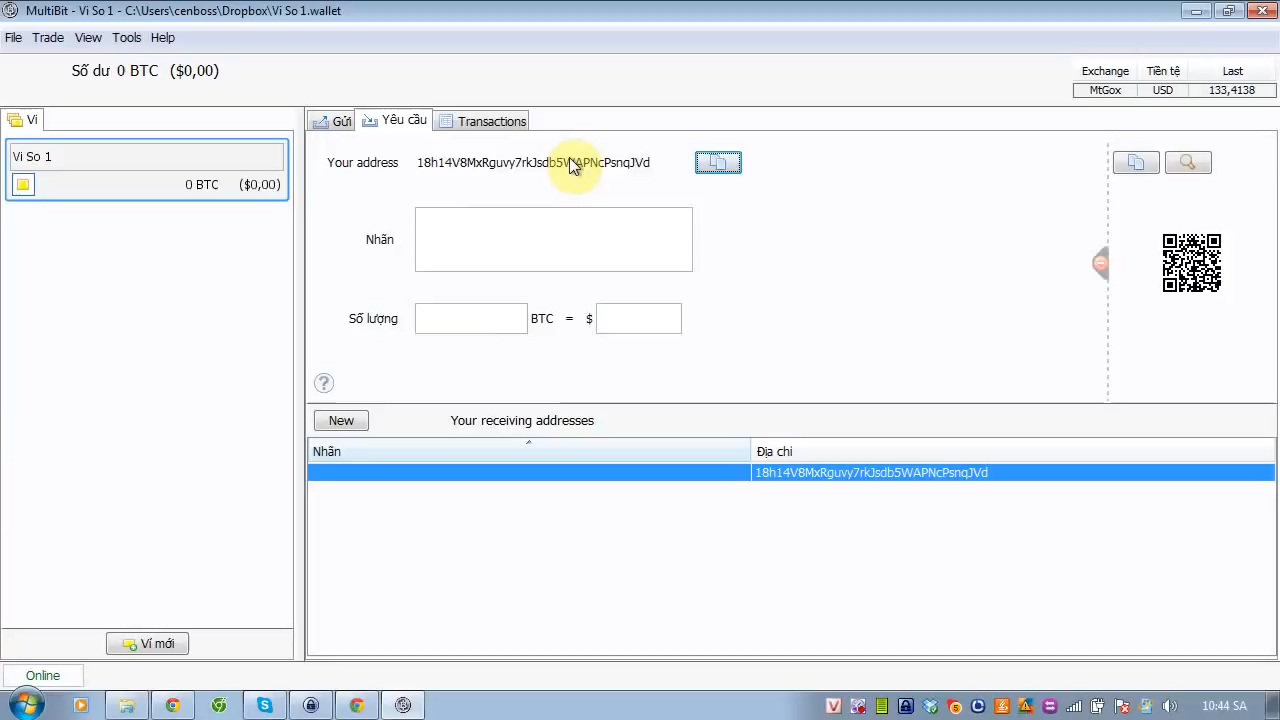 MultiBit - Vi So 1 - C:\Users\cenboss\Dropbox\Vi So 1.wallet
File Trade View Tools Help
Số dư 0 BTC ($0,00)
Exchange Tiền tệ Last
MtGox USD 133,4138
Ví
Gửi Yêu cầu Transactions
Vi So 1
0 BTC ($0,00)
Your address 18h14V8MxRguvy7rkJsdb5WAPNcPsnqJVd
Nhãn
Số lượng BTC = $
New Your receiving addresses
Nhãn Địa chỉ
18h14V8MxRguvy7rkJsdb5WAPNcPsnqJVd
Ví mới
Online
10:44 SA